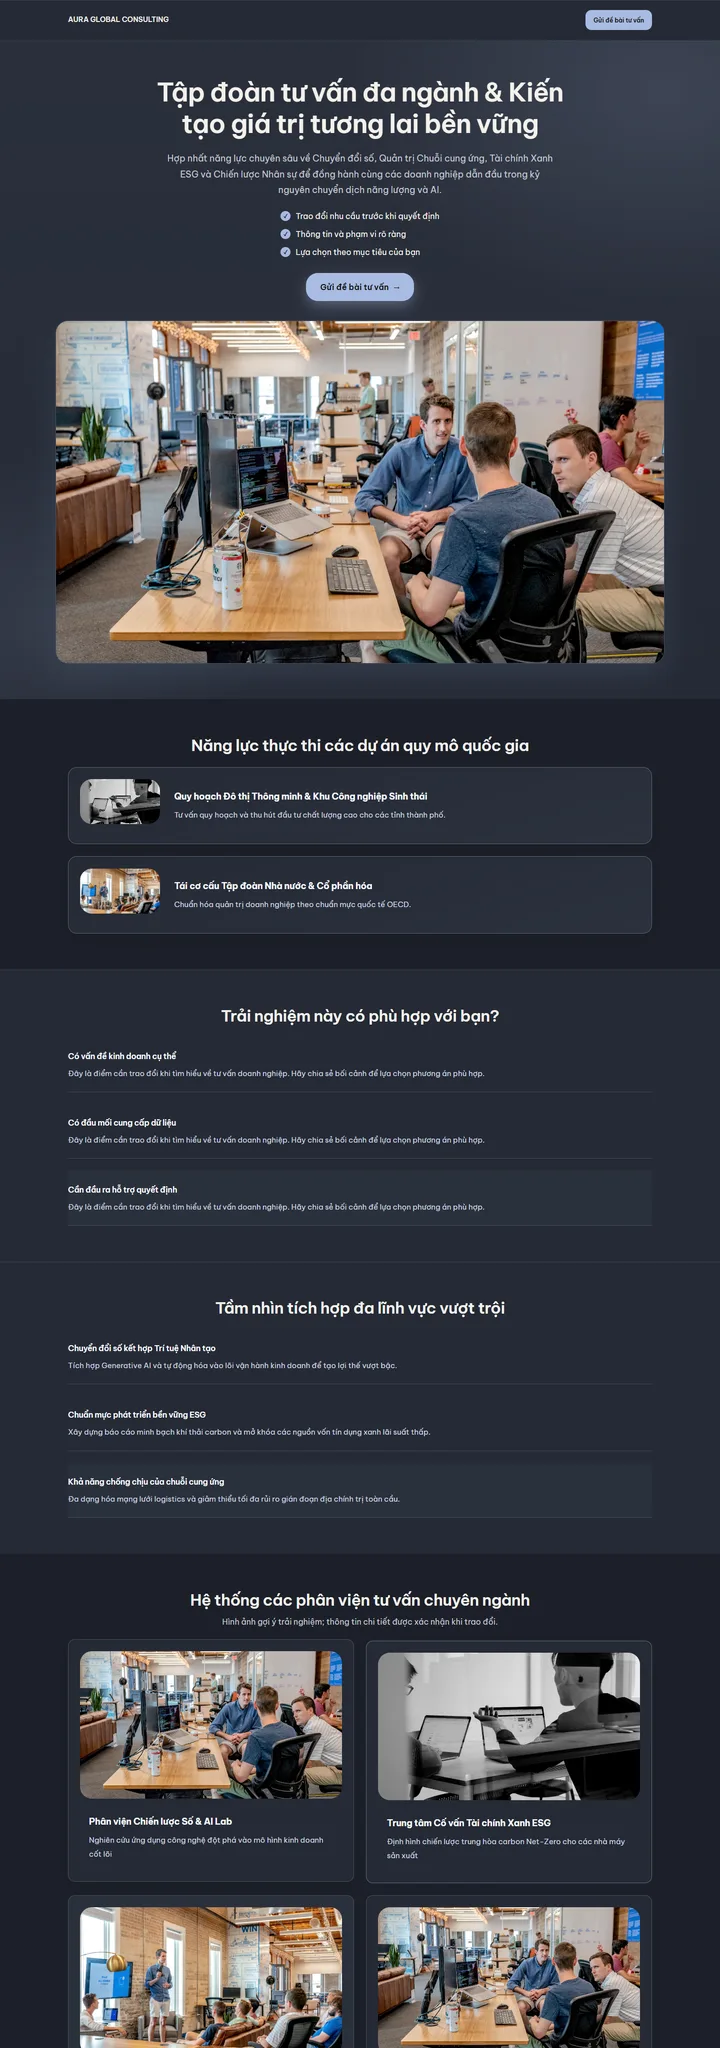 AURA GLOBAL CONSULTING
Gửi đề bài tư vấn
Tập đoàn tư vấn đa ngành & Kiến
tạo giá trị tương lai bền vững
Hợp nhất năng lực chuyên sâu về Chuyển đổi số, Quản trị Chuỗi cung ứng, Tài chính Xanh
ESG và Chiến lược Nhân sự để đồng hành cùng các doanh nghiệp dẫn đầu trong kỷ
nguyên chuyển dịch năng lượng và AI.
Trao đổi nhu cầu trước khi quyết định
Thông tin và phạm vi rõ ràng
Lựa chọn theo mục tiêu của bạn
Gửi đề bài tư vấn →
Năng lực thực thi các dự án quy mô quốc gia
Quy hoạch Đô thị Thông minh & Khu Công nghiệp Sinh thái
Tư vấn quy hoạch và thu hút đầu tư chất lượng cao cho các tỉnh thành phố.
Tái cơ cấu Tập đoàn Nhà nước & Cổ phần hóa
Chuẩn hóa quản trị doanh nghiệp theo chuẩn mực quốc tế OECD.
Trải nghiệm này có phù hợp với bạn?
Có vấn đề kinh doanh cụ thể
Đây là điểm cần trao đổi khi tìm hiểu về tư vấn doanh nghiệp. Hãy chia sẻ bối cảnh để lựa chọn phương án phù hợp.
Có đầu mối cung cấp dữ liệu
Đây là điểm cần trao đổi khi tìm hiểu về tư vấn doanh nghiệp. Hãy chia sẻ bối cảnh để lựa chọn phương án phù hợp.
Cần đầu ra hỗ trợ quyết định
Đây là điểm cần trao đổi khi tìm hiểu về tư vấn doanh nghiệp. Hãy chia sẻ bối cảnh để lựa chọn phương án phù hợp.
Tầm nhìn tích hợp đa lĩnh vực vượt trội
Chuyển đổi số kết hợp Trí tuệ Nhân tạo
Tích hợp Generative AI và tự động hóa vào lõi vận hành kinh doanh để tạo lợi thế vượt bậc.
Chuẩn mực phát triển bền vững ESG
Xây dựng báo cáo minh bạch khí thải carbon và mở khóa các nguồn vốn tín dụng xanh lãi suất thấp.
Khả năng chống chịu của chuỗi cung ứng
Đa dạng hóa mạng lưới logistics và giảm thiểu tối đa rủi ro gián đoạn địa chính trị toàn cầu.
Hệ thống các phân viện tư vấn chuyên ngành
Hình ảnh gợi ý trải nghiệm; thông tin chi tiết được xác nhận khi trao đổi.
Phân viện Chiến lược Số & AI Lab
Nghiên cứu ứng dụng công nghệ đột phá vào mô hình kinh doanh
cốt lõi
Trung tâm Cố vấn Tài chính Xanh ESG
Định hình chiến lược trung hòa carbon Net-Zero cho các nhà máy
sản xuất
WIN